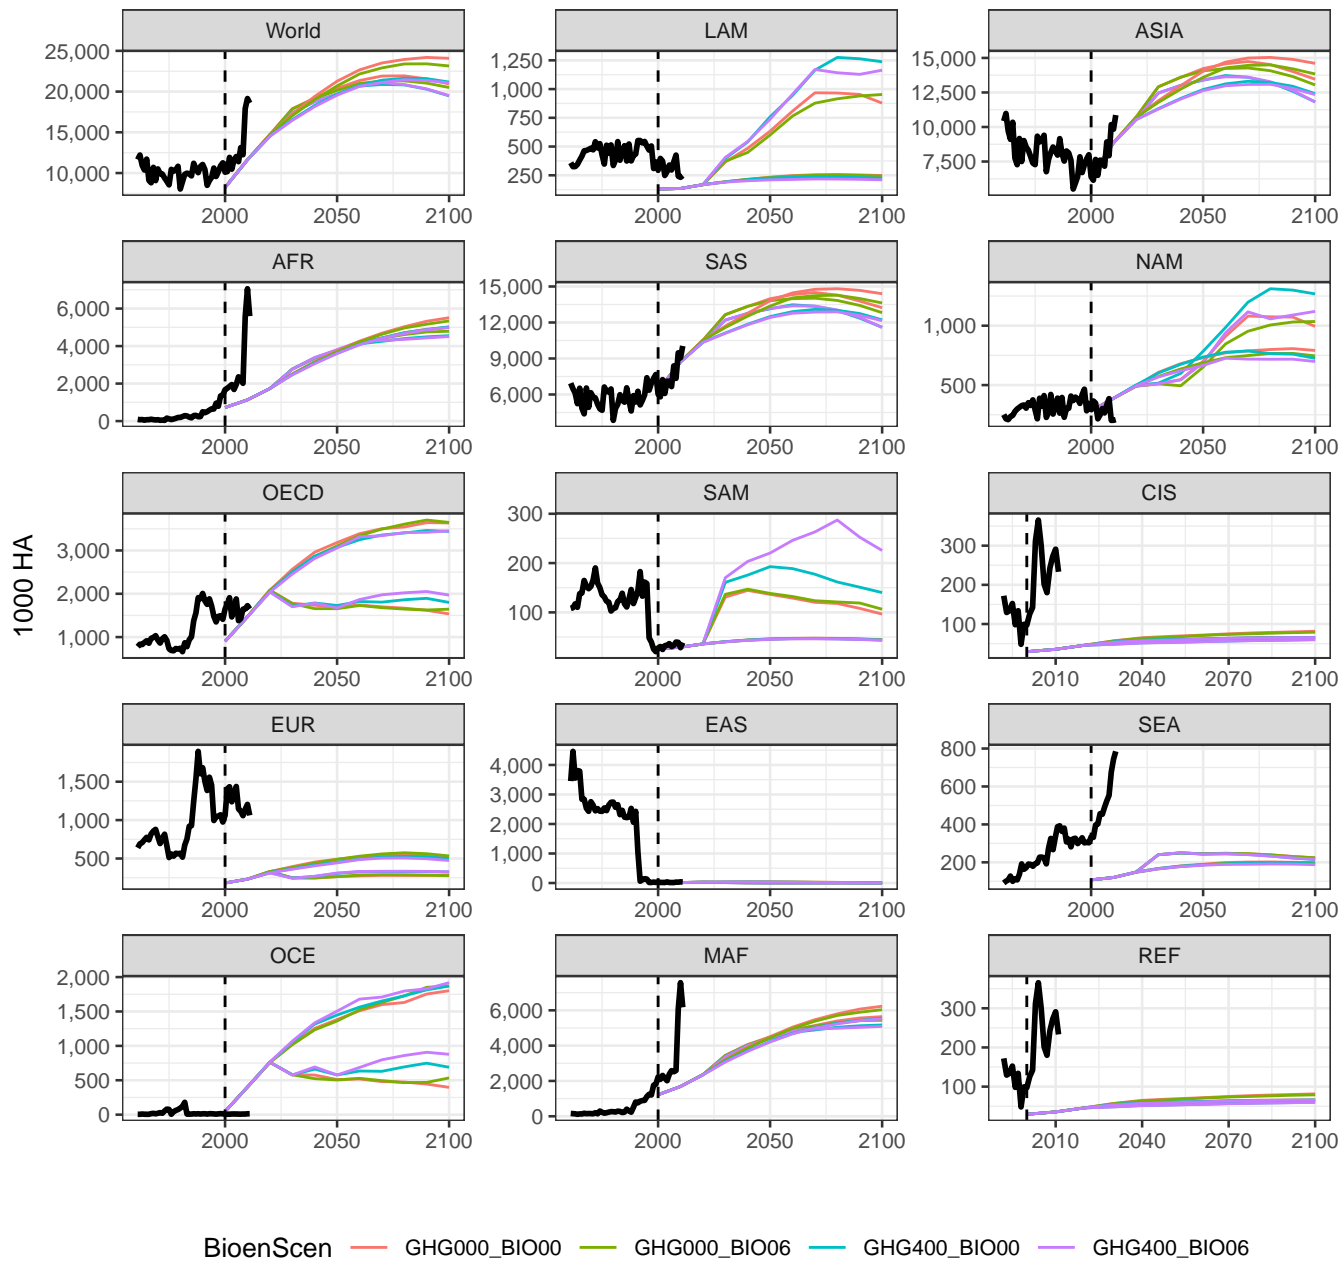 World LAM ASIA
25,000
20,000
15,000
10,000
2000 2050 2100
1,250
1,000
750
500
250
2000 2050 2100
15,000
12,500
10,000
7,500
2000 2050 2100
AFR SAS NAM
6,000
4,000
2,000
0
2000 2050 2100
15,000
12,000
9,000
6,000
2000 2050 2100
1,000
500
2000 2050 2100
1000 HA
OECD SAM CIS
3,000
2,000
1,000
2000 2050 2100
300
200
100
2000 2050 2100
300
200
100
2010 2040 2070 2100
EUR EAS SEA
1,500
1,000
500
2000 2050 2100
4,000
3,000
2,000
1,000
0
2000 2050 2100
800
600
400
200
2000 2050 2100
OCE MAF REF
2,000
1,500
1,000
500
0
2000 2050 2100
6,000
4,000
2,000
0
2000 2050 2100
300
200
100
2010 2040 2070 2100
BioenScen GHG000_BIO00 GHG000_BIO06 GHG400_BIO00 GHG400_BIO06